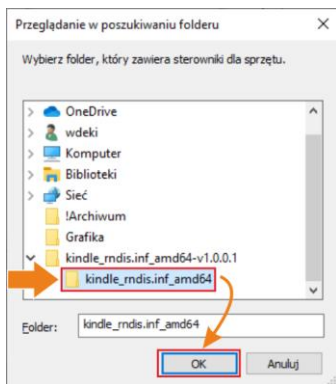 Przeglądanie w poszukiwaniu folderu
Wybierz folder, który zawiera sterowniki dla sprzętu.
OneDrive
wdeki
Komputer
Biblioteki
Sieć
!Archiwum
Grafika
kindle_rndis.inf_amd64-v1.0.0.1
kindle_rndis.inf_amd64
Folder: kindle_rndis.inf_amd64
OK Anuluj